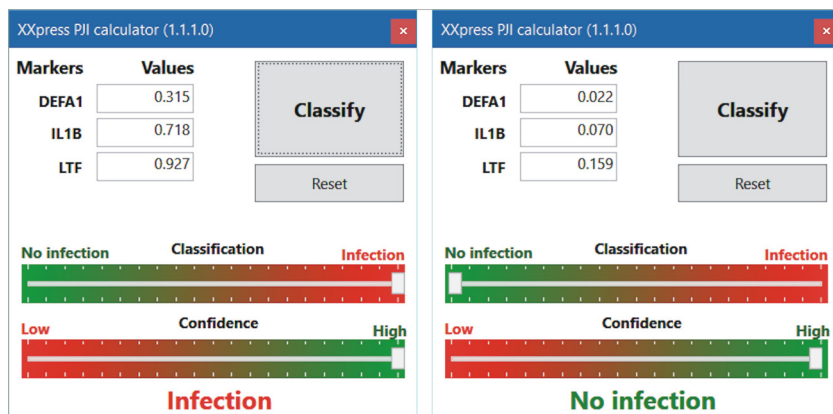 XXpress PJI calculator (1.1.1.0)
×
Markers Values
DEFA1 0.315
IL1B 0.718
LTF 0.927
Classify
Reset
No infection Classification Infection
Low Confidence High
Infection
XXpress PJI calculator (1.1.1.0)
×
Markers Values
DEFA1 0.022
IL1B 0.070
LTF 0.159
Classify
Reset
No infection Classification Infection
Low Confidence High
No infection